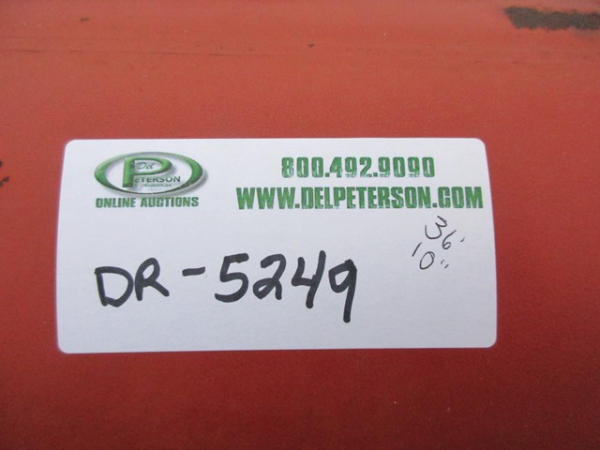 Del
PETERSON
ONLINE AUCTIONS
800.492.9090
WWW.DELPETERSON.COM
DR-5249
36'
10"